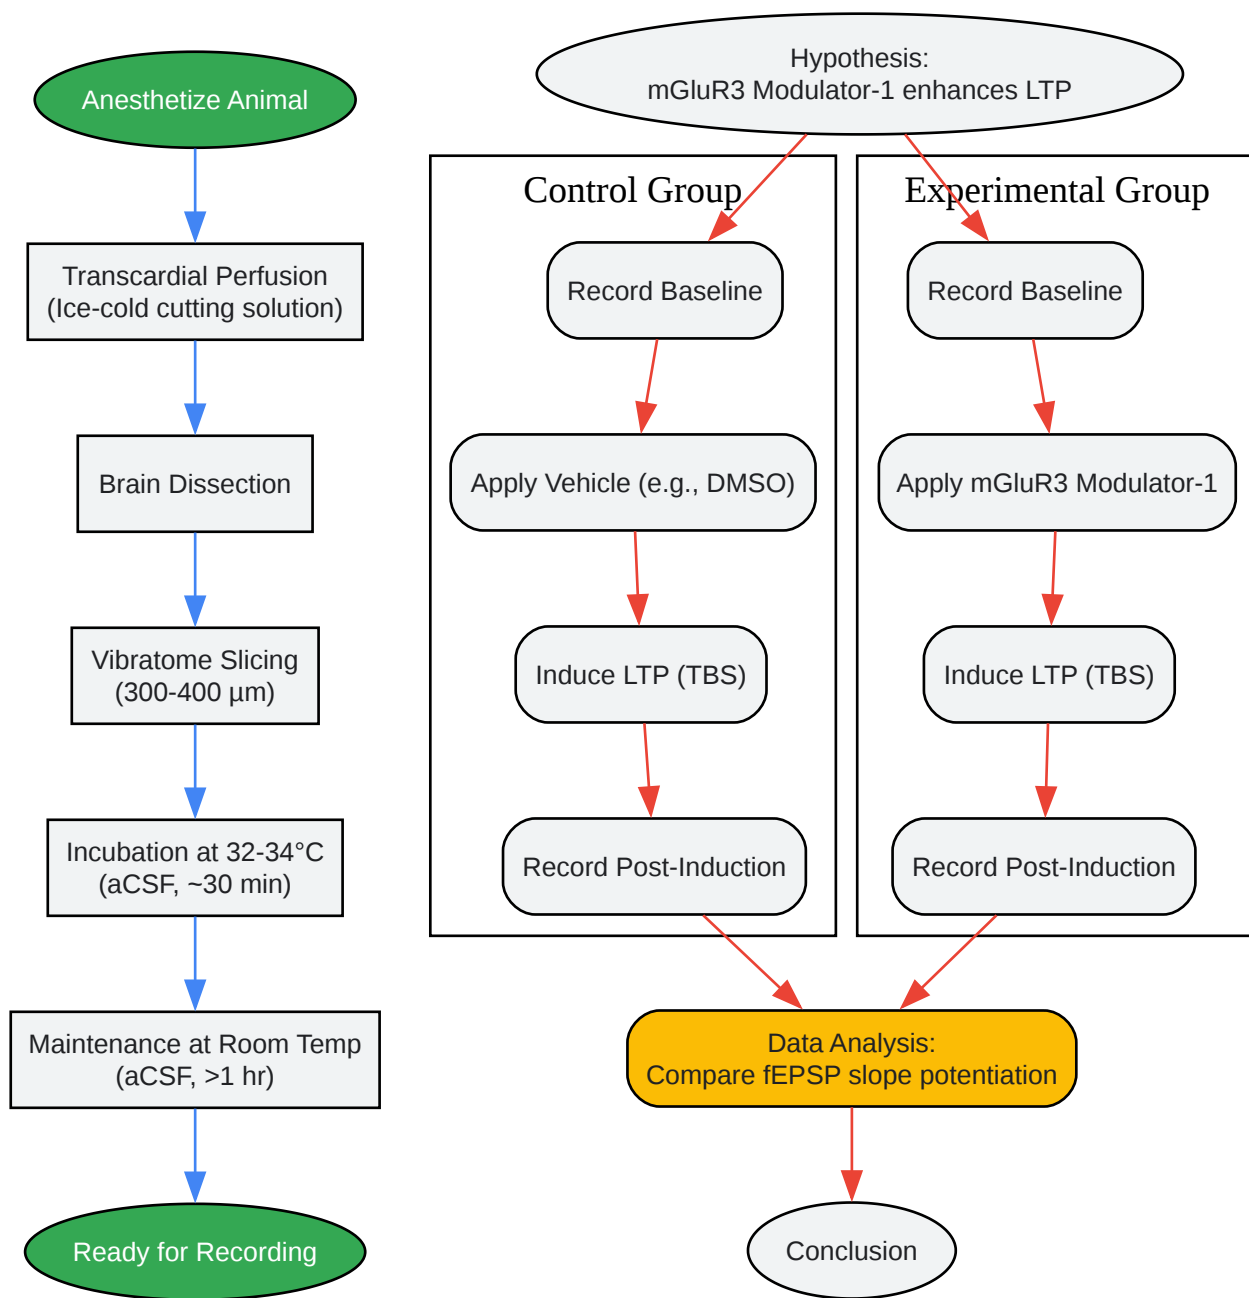 Anesthetize Animal
Transcardial Perfusion
(Ice-cold cutting solution)
Brain Dissection
Vibratome Slicing
(300-400 µm)
Incubation at 32-34°C
(aCSF, ~30 min)
Maintenance at Room Temp
(aCSF, >1 hr)
Ready for Recording
Hypothesis:
mGluR3 Modulator-1 enhances LTP
Control Group
Record Baseline
Apply Vehicle (e.g., DMSO)
Induce LTP (TBS)
Record Post-Induction
Experimental Group
Record Baseline
Apply mGluR3 Modulator-1
Induce LTP (TBS)
Record Post-Induction
Data Analysis:
Compare fEPSP slope potentiation
Conclusion